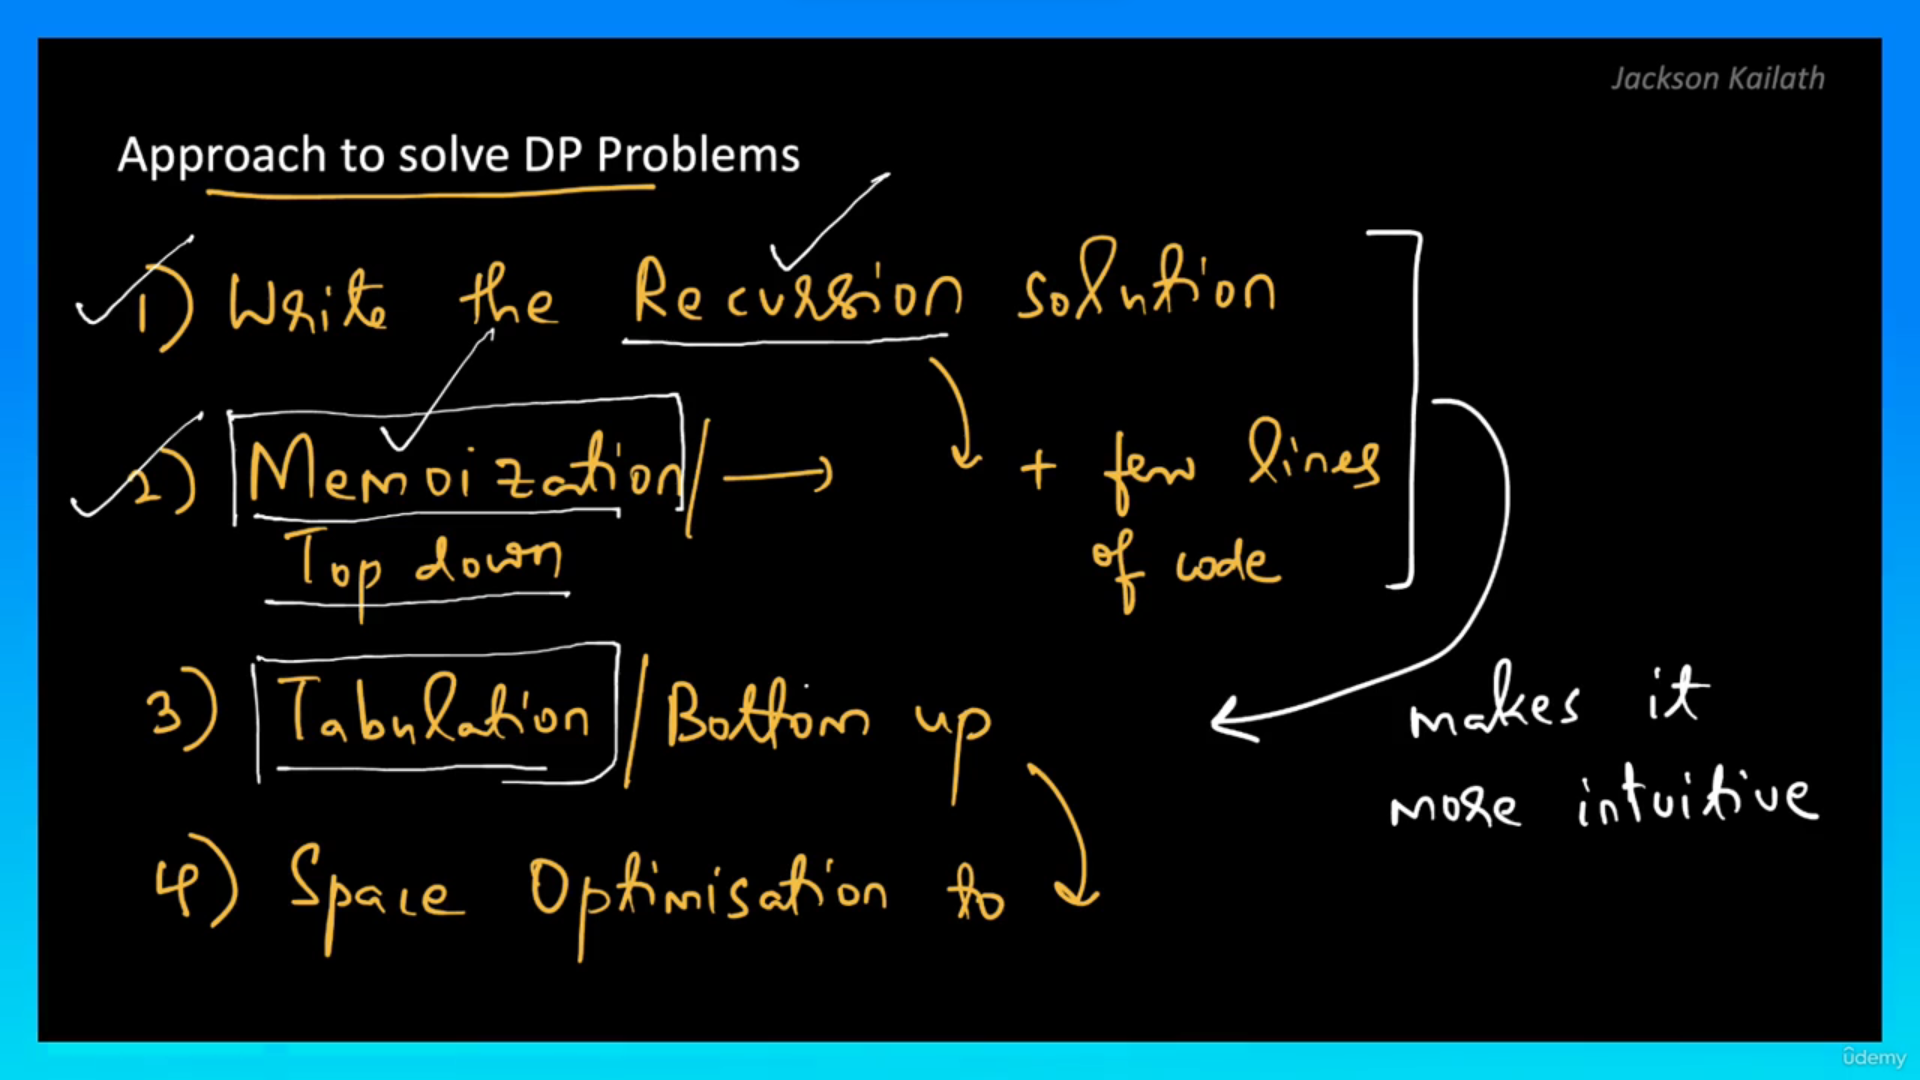 Jackson Kailath
Approach to solve DP Problems
1) Write the Recursion solution
2) Memoization / → + few lines
Top down of code
3) Tabulation / Bottom up
makes it
more intuitive
4) Space Optimisation to
ûdemy